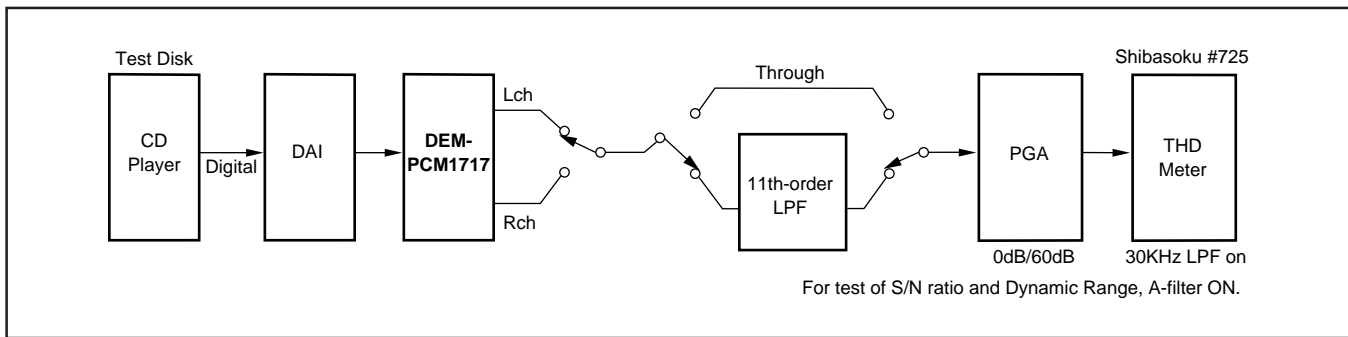 Test Disk
Shibasoku #725
Through
Lch
CD
Player
Digital
DAI
DEM-
PCM1717
11th-order
LPF
PGA
THD
Meter
Rch
0dB/60dB
30KHz LPF on
For test of S/N ratio and Dynamic Range, A-filter ON.